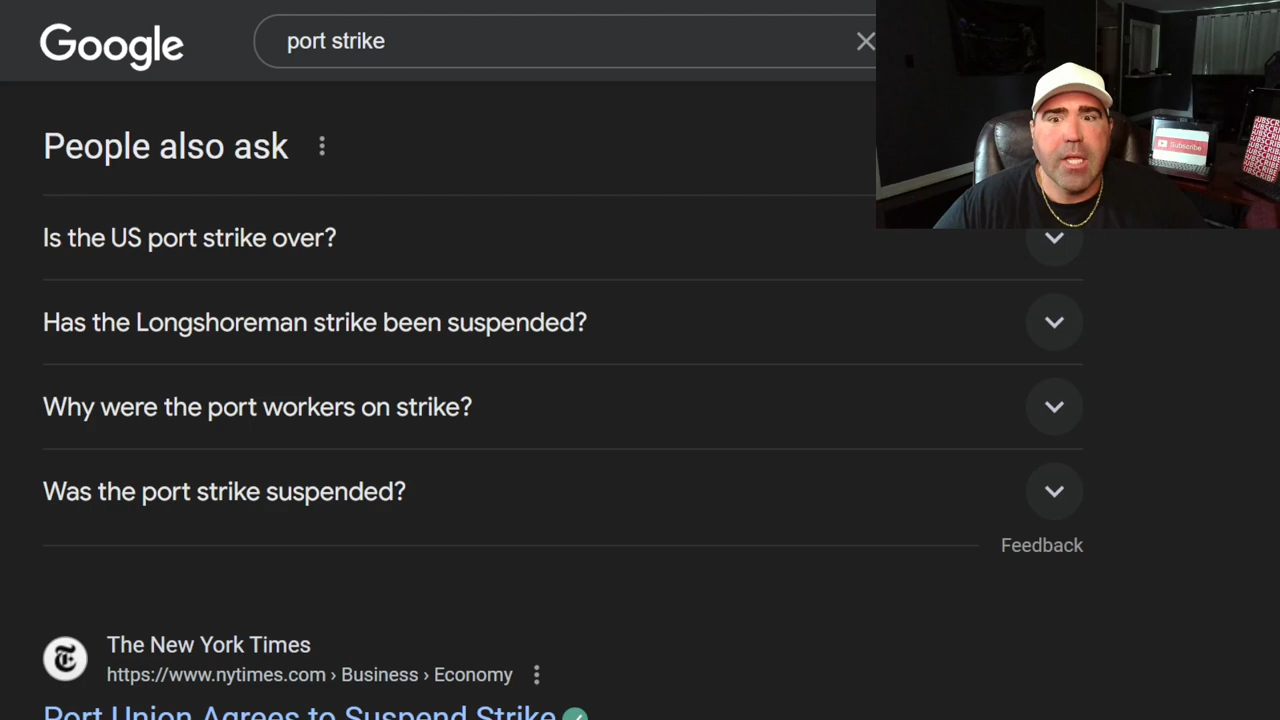 Google
port strike
People also ask
Is the US port strike over?
Has the Longshoreman strike been suspended?
Why were the port workers on strike?
Was the port strike suspended?
Feedback
The New York Times
https://www.nytimes.com › Business › Economy
Port Union Agrees to Suspend Strike
Subscribe
SUBSCRIBE